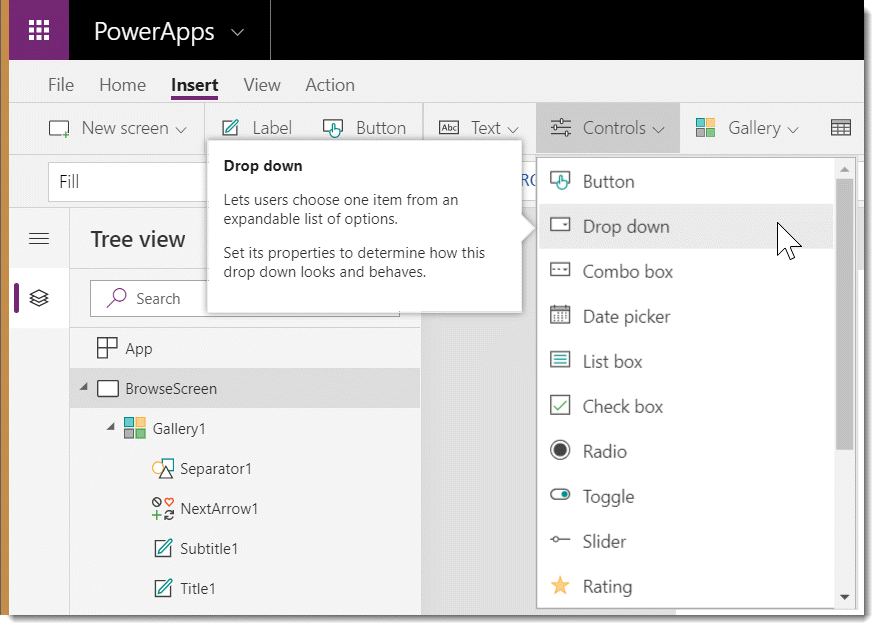 PowerApps
File Home Insert View Action
New screen Label Button Abc Text Controls Gallery
Fill
Drop down
Lets users choose one item from an
expandable list of options.
Set its properties to determine how this
drop down looks and behaves.
Button
Drop down
Combo box
Date picker
List box
Check box
Radio
Toggle
Slider
Rating
Tree view
Search
App
BrowseScreen
Gallery1
Separator1
NextArrow1
Subtitle1
Title1